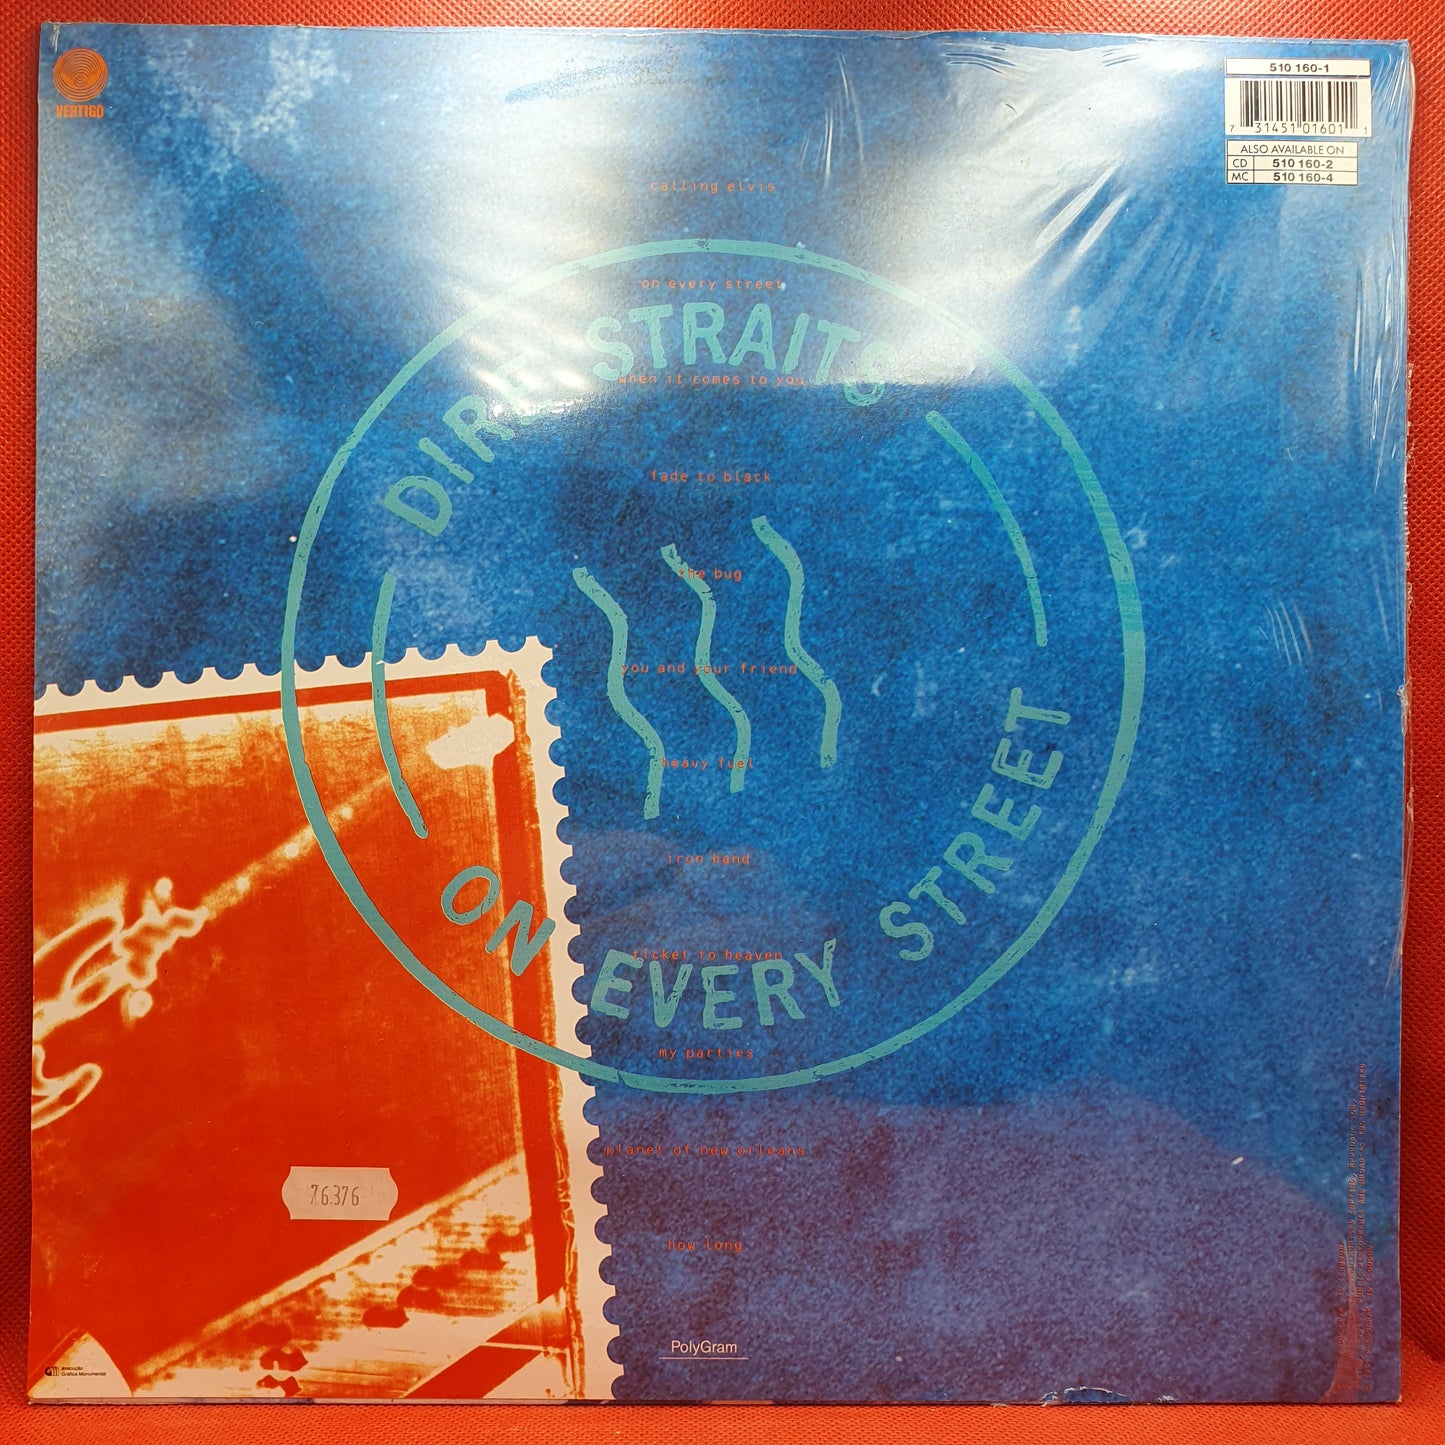 VERTIGO
510 160-1
7 31451 01601 1
ALSO AVAILABLE ON
CD 510 160-2
MC 510 160-4
calling elvis
on every street
when it comes to you
fade to black
the bug
you and your friend
heavy fuel
iron hand
ticket to heaven
my parties
planet of new orleans
how long
DIRE STRAITS
ON EVERY STREET
76.376
PolyGram
execução
Gráfica Monumental